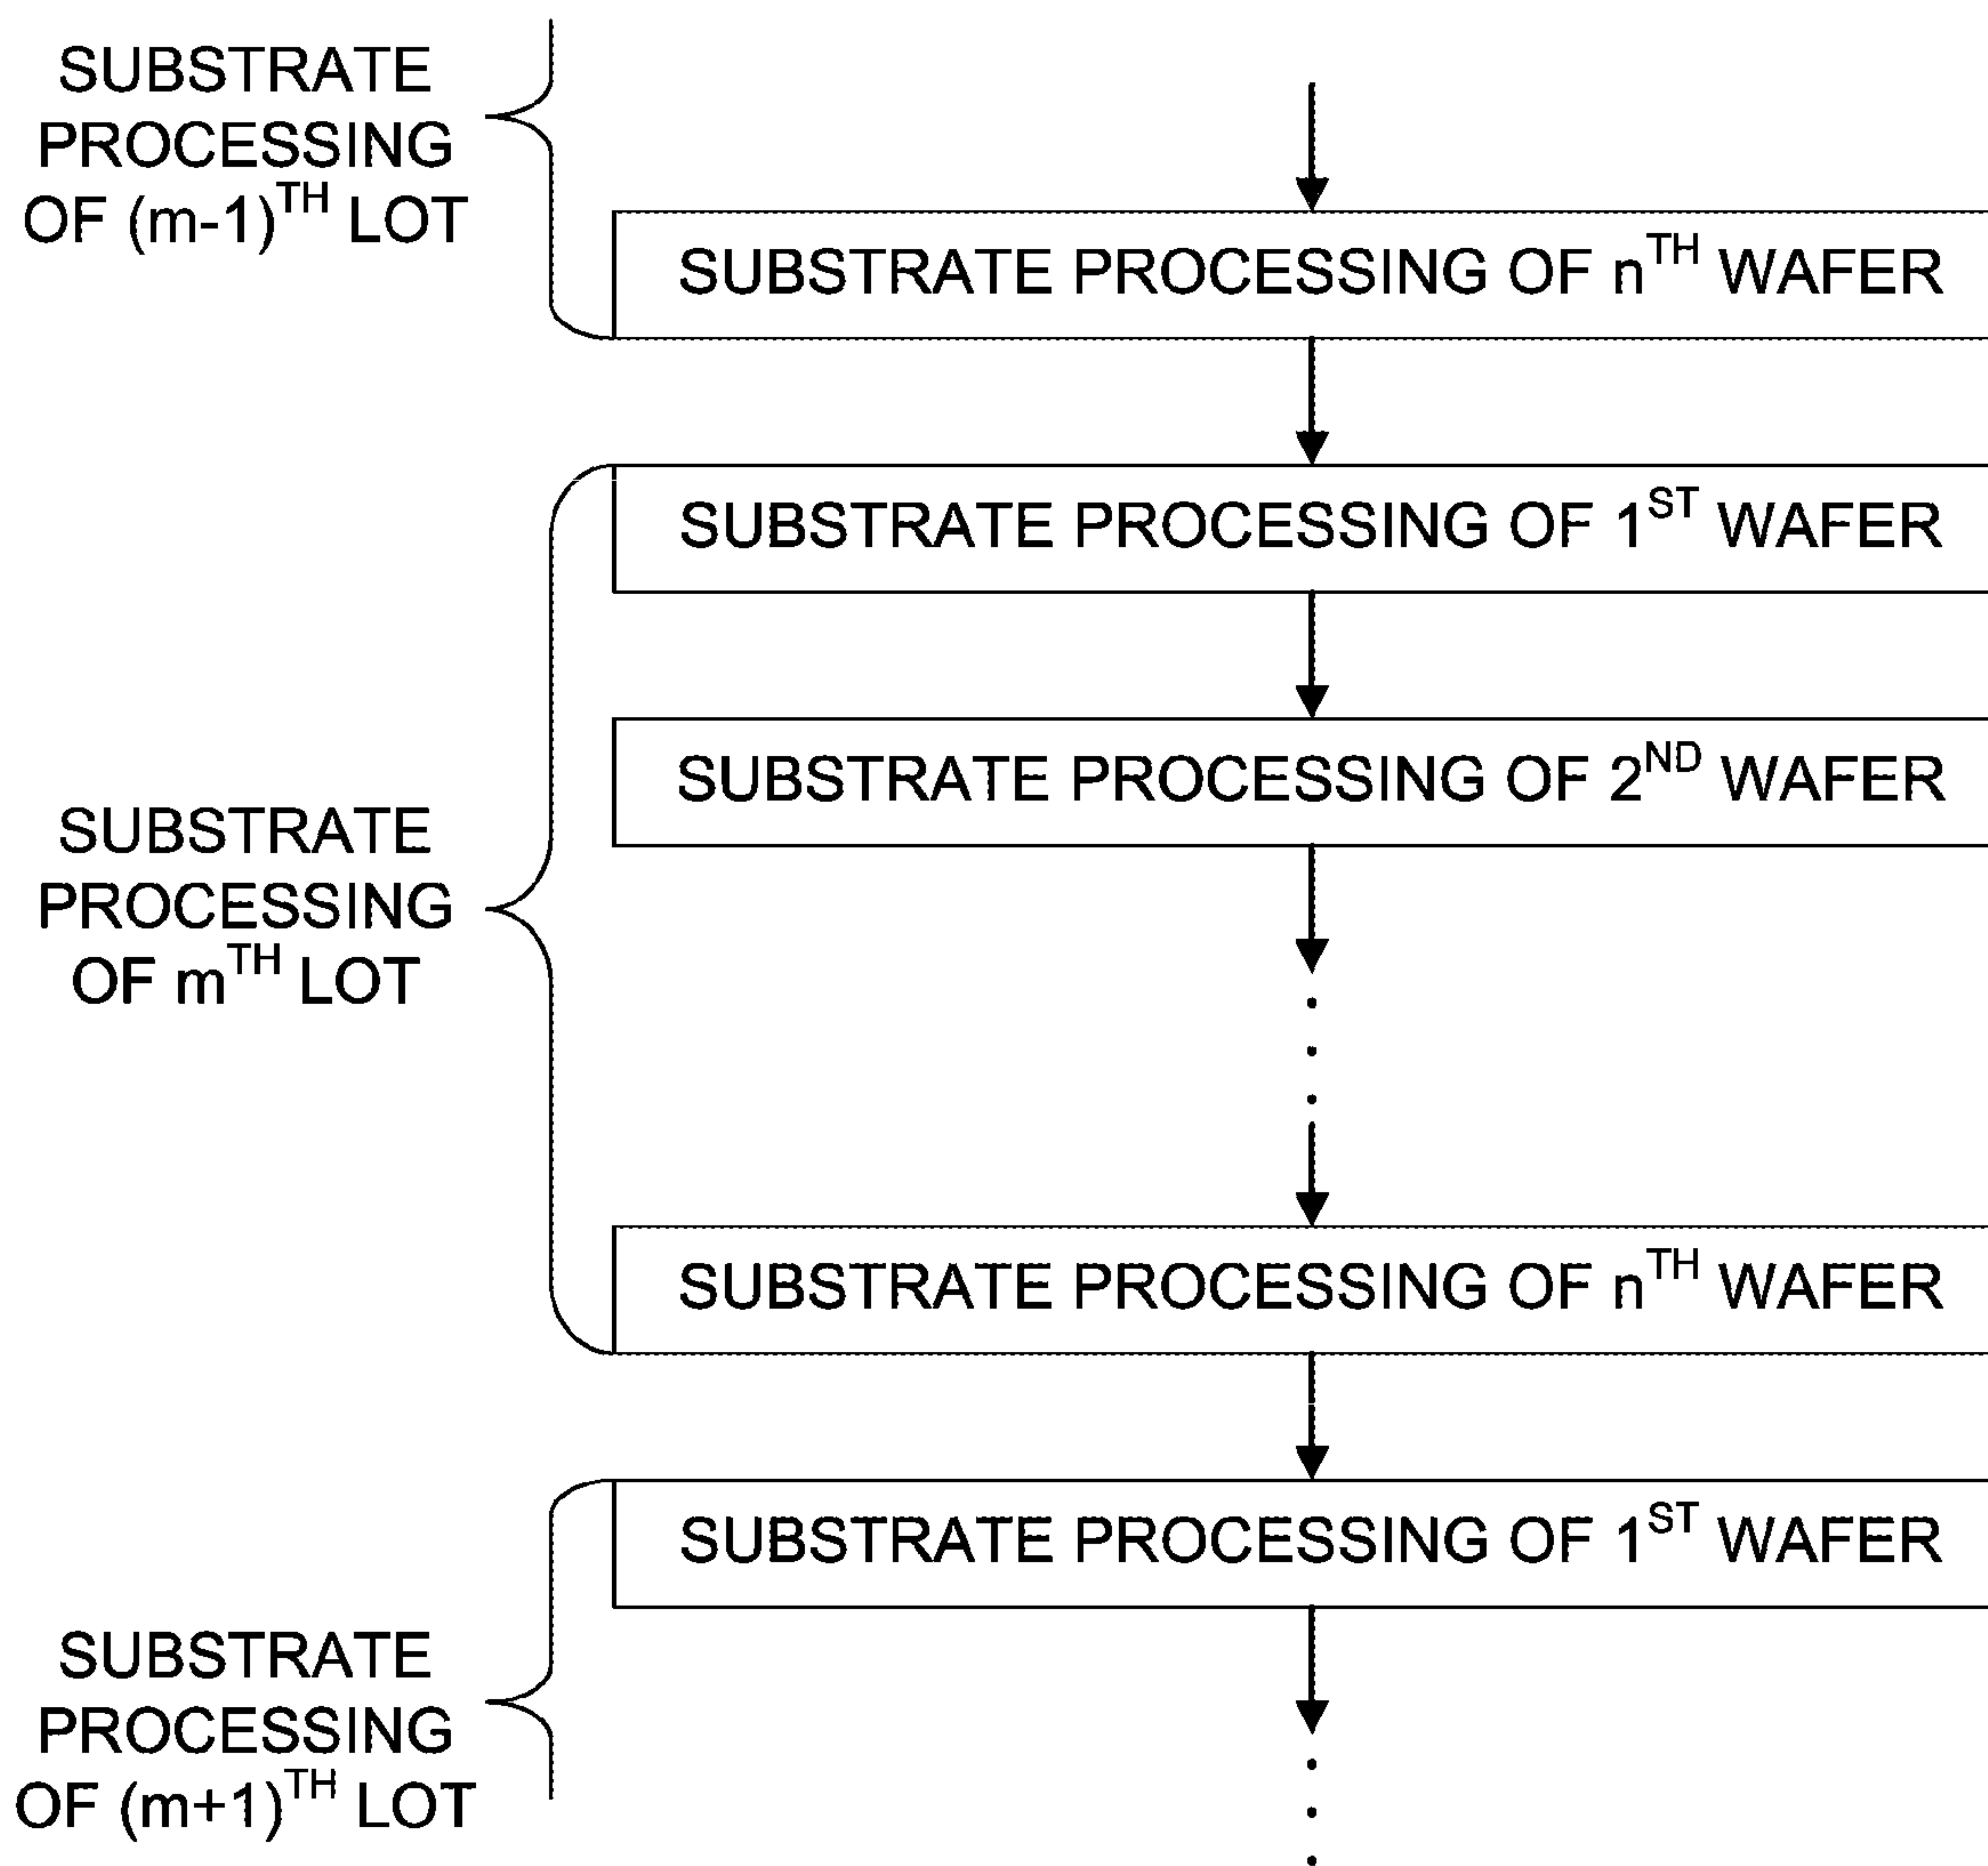 SUBSTRATE
PROCESSING
OF (m-1)TH LOT
SUBSTRATE PROCESSING OF nTH WAFER
SUBSTRATE PROCESSING OF 1ST WAFER
SUBSTRATE PROCESSING OF 2ND WAFER
SUBSTRATE
PROCESSING
OF mTH LOT
SUBSTRATE PROCESSING OF nTH WAFER
SUBSTRATE PROCESSING OF 1ST WAFER
SUBSTRATE
PROCESSING
OF (m+1)TH LOT